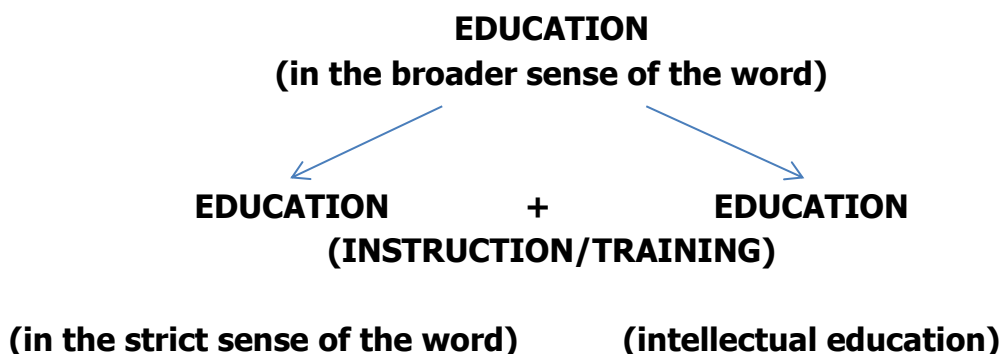 EDUCATION
(in the broader sense of the word)
EDUCATION + EDUCATION
(INSTRUCTION/TRAINING)
(in the strict sense of the word) (intellectual education)